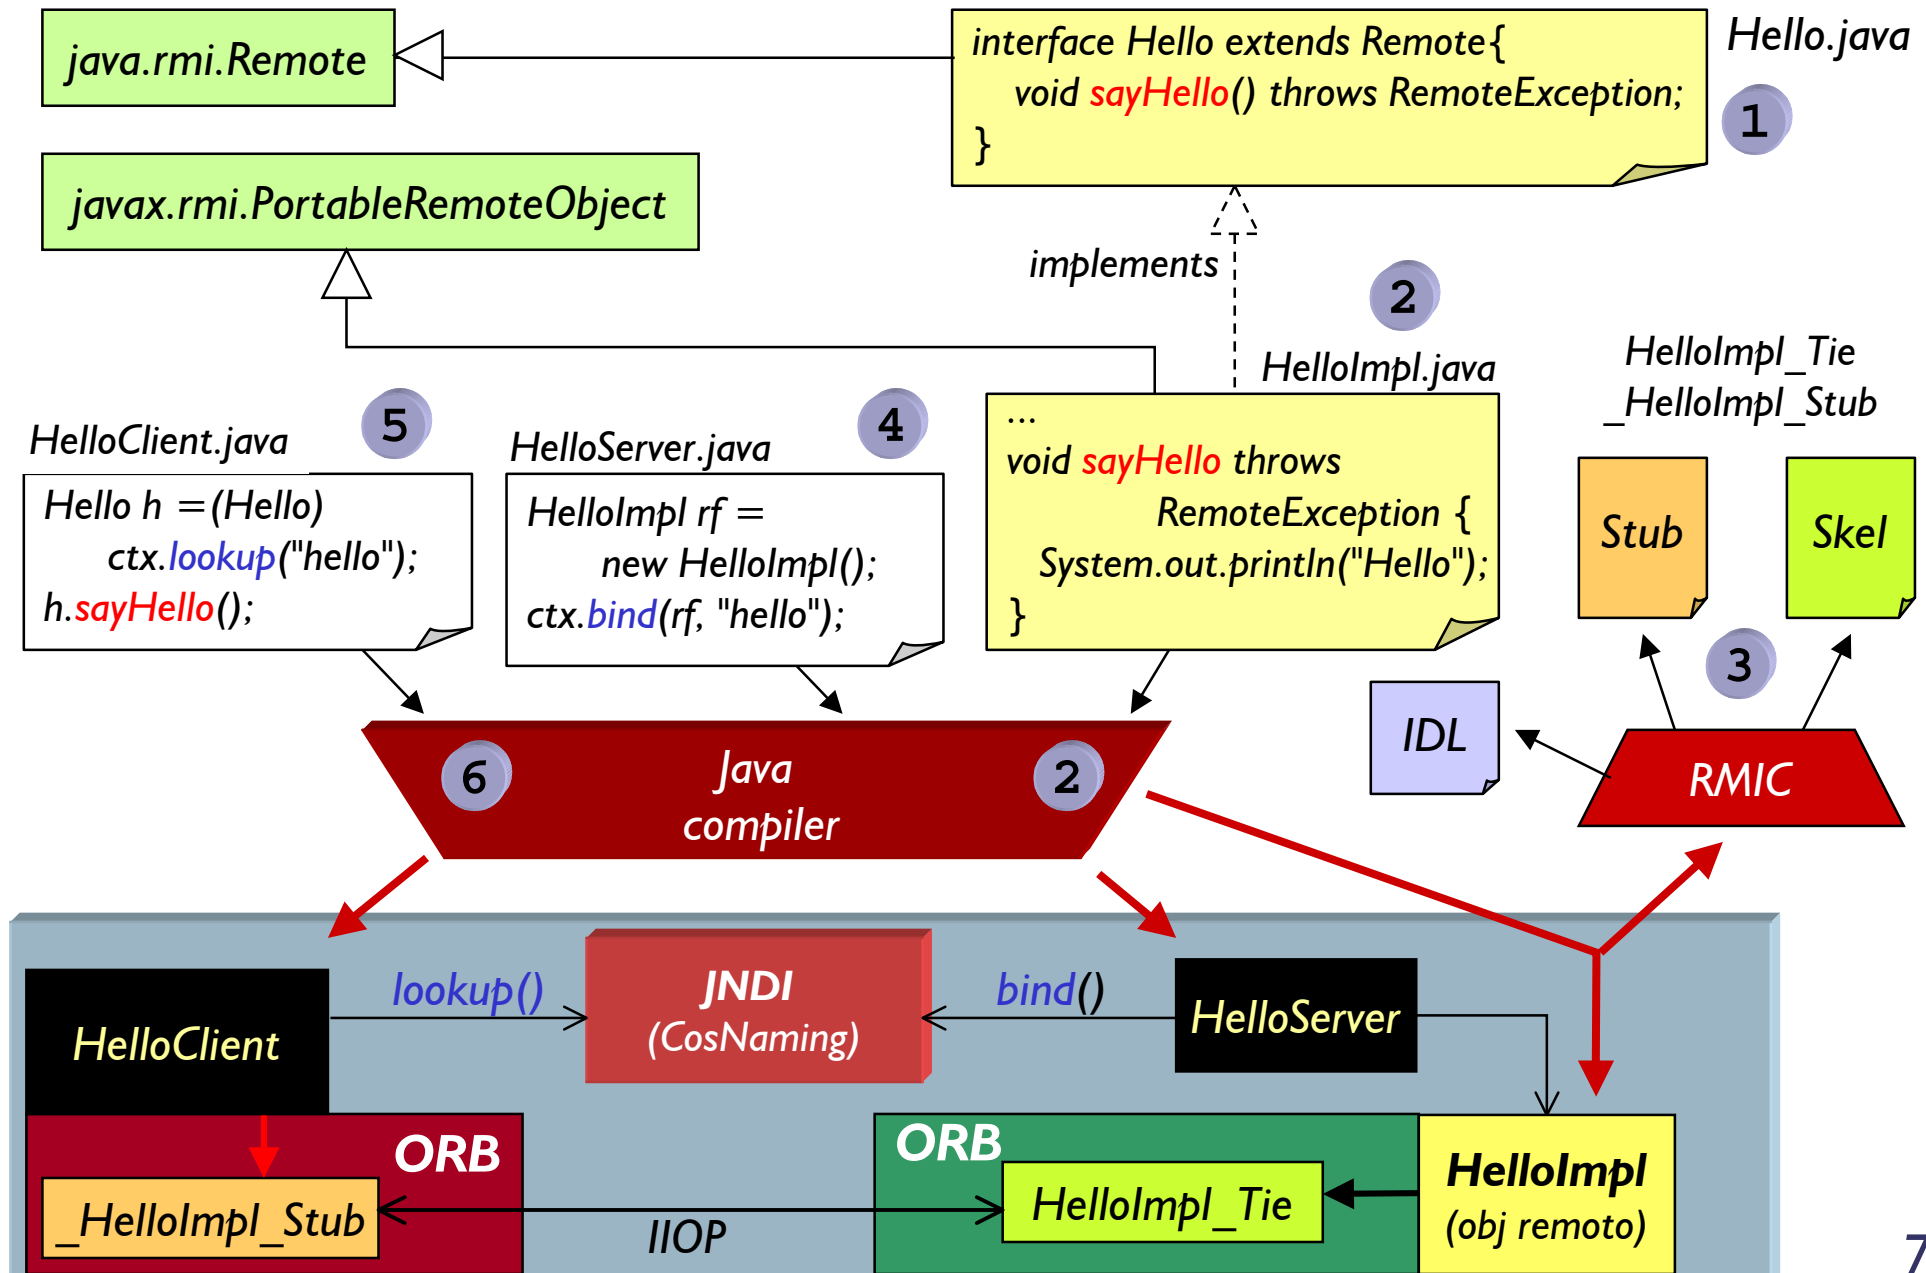 java.rmi.Remote
interface Hello extends Remote{
void sayHello() throws RemoteException;
}
Hello.java
1
javax.rmi.PortableRemoteObject
implements
2
HelloImpl.java
HelloImpl_Tie
_HelloImpl_Stub
5
HelloClient.java
Hello h =(Hello)
ctx.lookup("hello");
h.sayHello();
4
HelloServer.java
HelloImpl rf =
new HelloImpl();
ctx.bind(rf, "hello");
...
void sayHello throws
RemoteException {
System.out.println("Hello");
}
Stub
Skel
3
IDL
RMIC
6
Java
compiler
2
HelloClient
lookup()
JNDI
(CosNaming)
bind()
HelloServer
ORB
_HelloImpl_Stub
IIOP
ORB
HelloImpl_Tie
HelloImpl
(obj remoto)
7